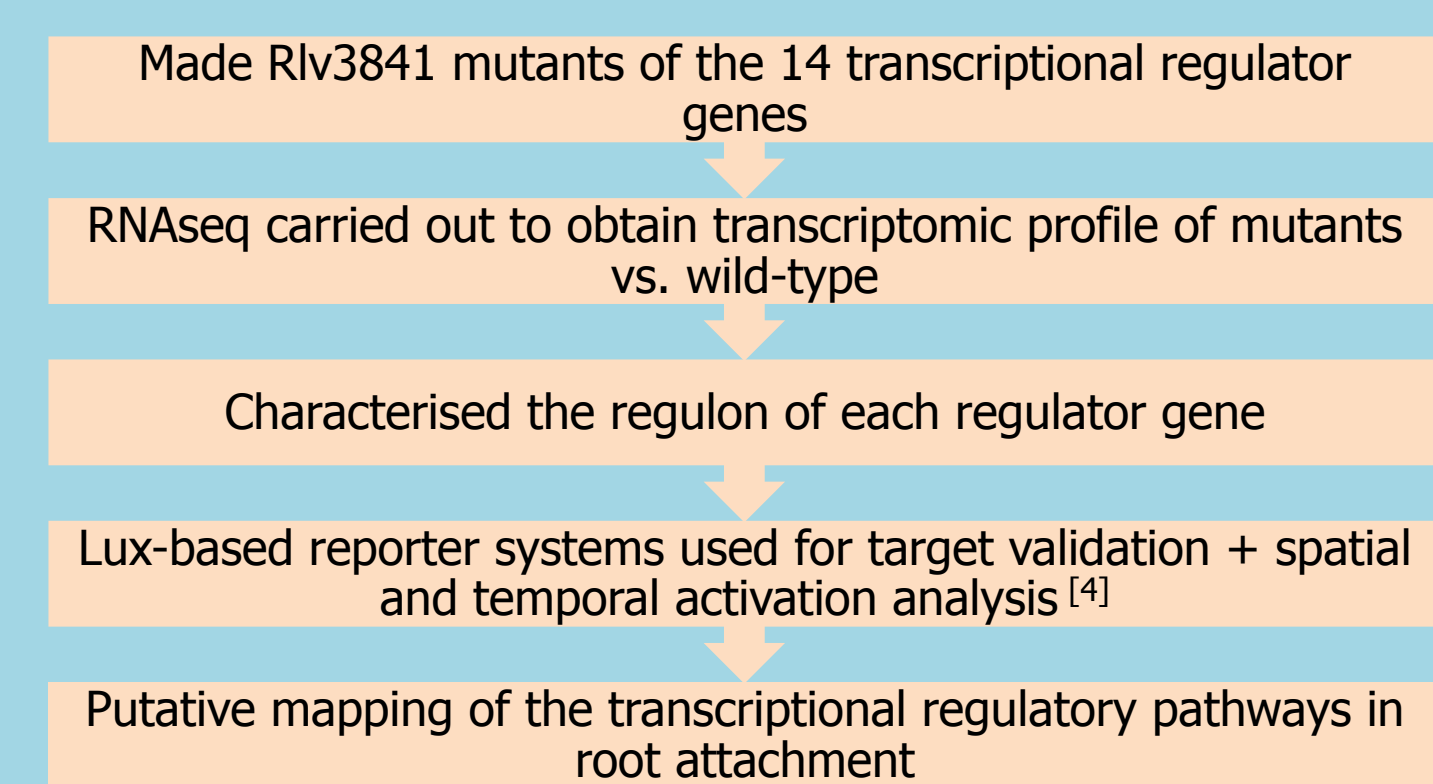 Made Rlv3841 mutants of the 14 transcriptional regulator
genes
RNAseq carried out to obtain transcriptomic profile of mutants
vs. wild-type
Characterised the regulon of each regulator gene
Lux-based reporter systems used for target validation + spatial
and temporal activation analysis [4]
Putative mapping of the transcriptional regulatory pathways in
root attachment